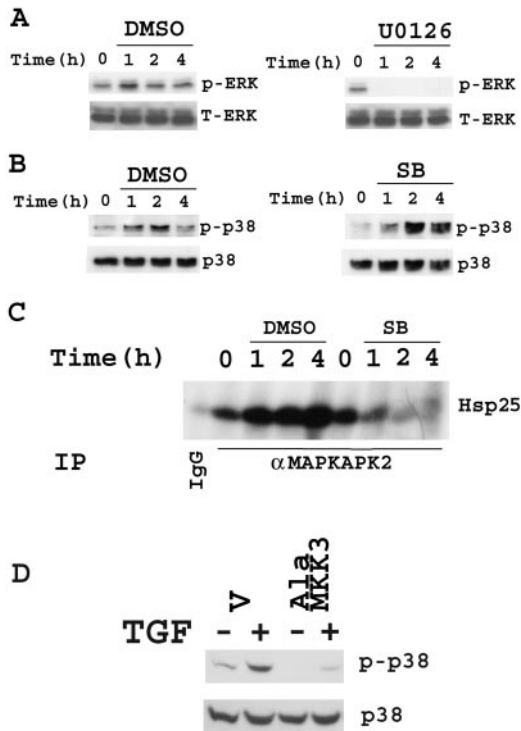 A
DMSO
U0126
Time(h) 0 1 2 4
Time(h) 0 1 2 4
p-ERK
p-ERK
T-ERK
T-ERK
B
DMSO
SB
Time(h) 0 1 2 4
Time(h) 0 1 2 4
p-p38
p-p38
p38
p38
C
DMSO
SB
Time(h) 0 1 2 4 0 1 2 4
Hsp25
IP
IgG
αMAPKAPK2
D
V
Ala
MKK3
TGF - + - +
p-p38
p38